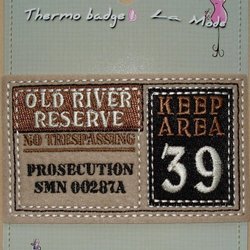 Thermo badge La Mode
OLD RIVER
RESERVE
NO TRESPASSING
PROSECUTION
SMN 00287A
KEEP
AREA
39